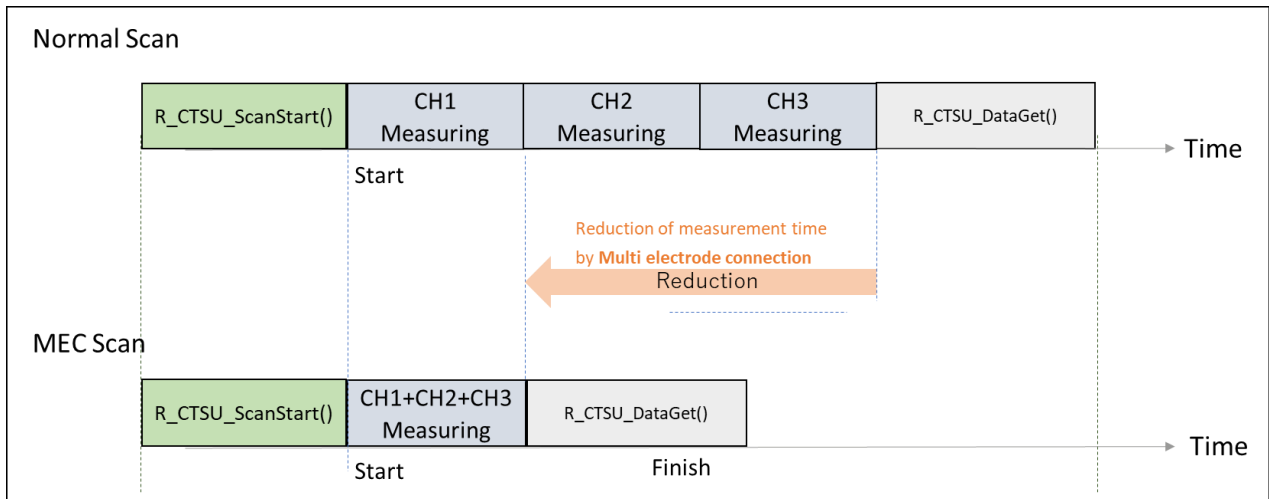 Normal Scan
R_CTSU_ScanStart()
CH1
Measuring
CH2
Measuring
CH3
Measuring
R_CTSU_DataGet()
Time
Start
Reduction of measurement time
by Multi electrode connection
Reduction
MEC Scan
R_CTSU_ScanStart()
CH1+CH2+CH3
Measuring
R_CTSU_DataGet()
Time
Start
Finish